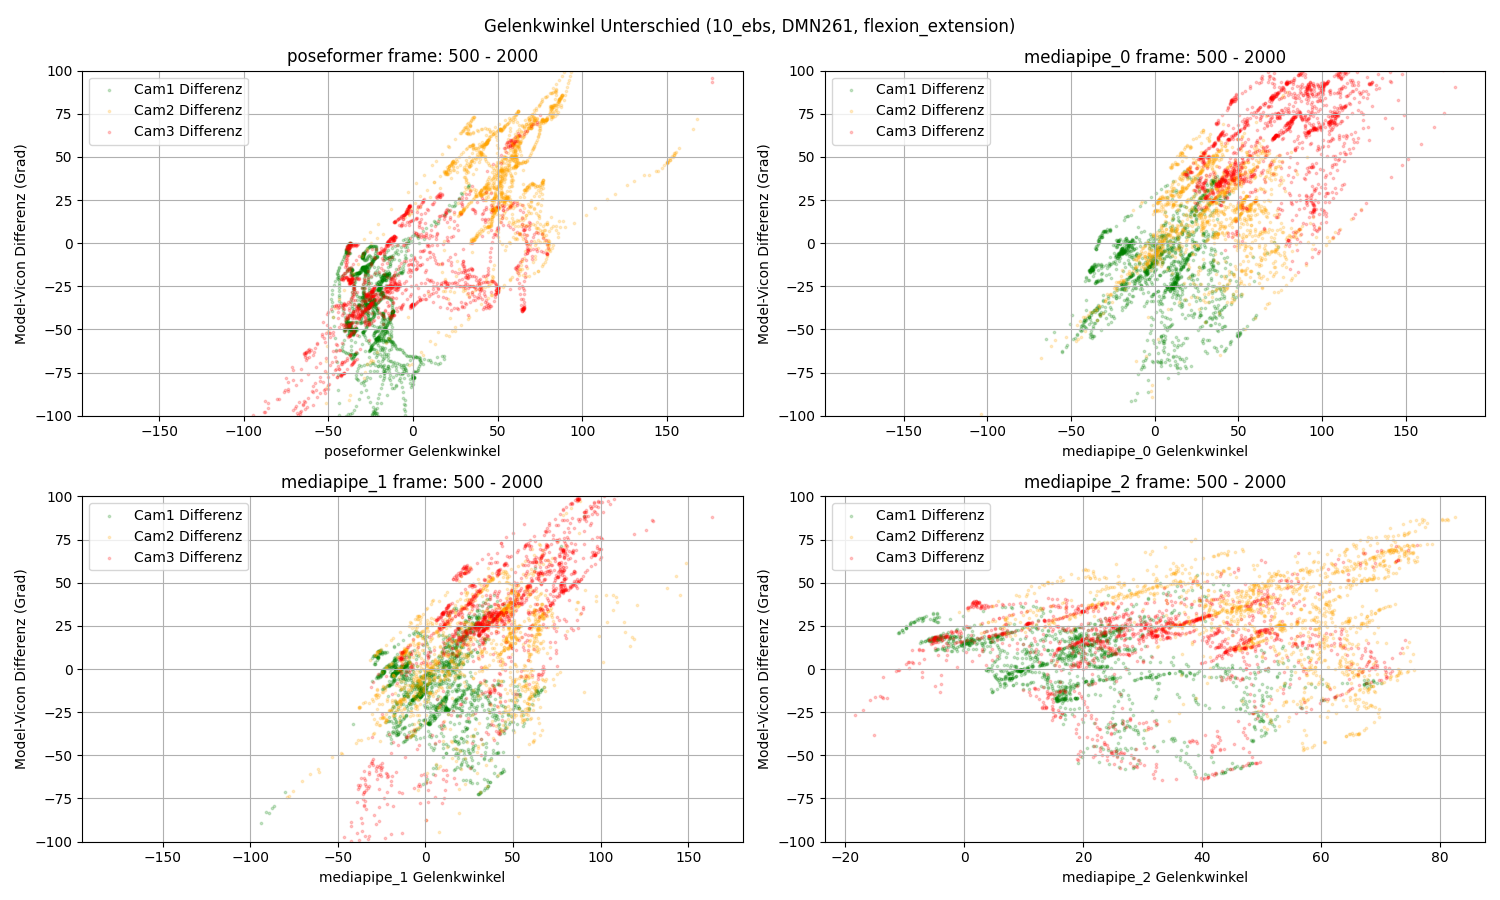 Gelenkwinkel Unterschied (10_ebs, DMN261, flexion_extension)
poseformer frame: 500 - 2000
100
75
50
25
0
−25
−50
−75
−100
Model-Vicon Differenz (Grad)
Cam1 Differenz
Cam2 Differenz
Cam3 Differenz
−150
−100
−50
0
50
100
150
poseformer Gelenkwinkel
mediapipe_0 frame: 500 - 2000
100
75
50
25
0
−25
−50
−75
−100
Model-Vicon Differenz (Grad)
Cam1 Differenz
Cam2 Differenz
Cam3 Differenz
−150
−100
−50
0
50
100
150
mediapipe_0 Gelenkwinkel
mediapipe_1 frame: 500 - 2000
100
75
50
25
0
−25
−50
−75
−100
Model-Vicon Differenz (Grad)
Cam1 Differenz
Cam2 Differenz
Cam3 Differenz
−150
−100
−50
0
50
100
150
mediapipe_1 Gelenkwinkel
mediapipe_2 frame: 500 - 2000
100
75
50
25
0
−25
−50
−75
−100
Model-Vicon Differenz (Grad)
Cam1 Differenz
Cam2 Differenz
Cam3 Differenz
−20
0
20
40
60
80
mediapipe_2 Gelenkwinkel